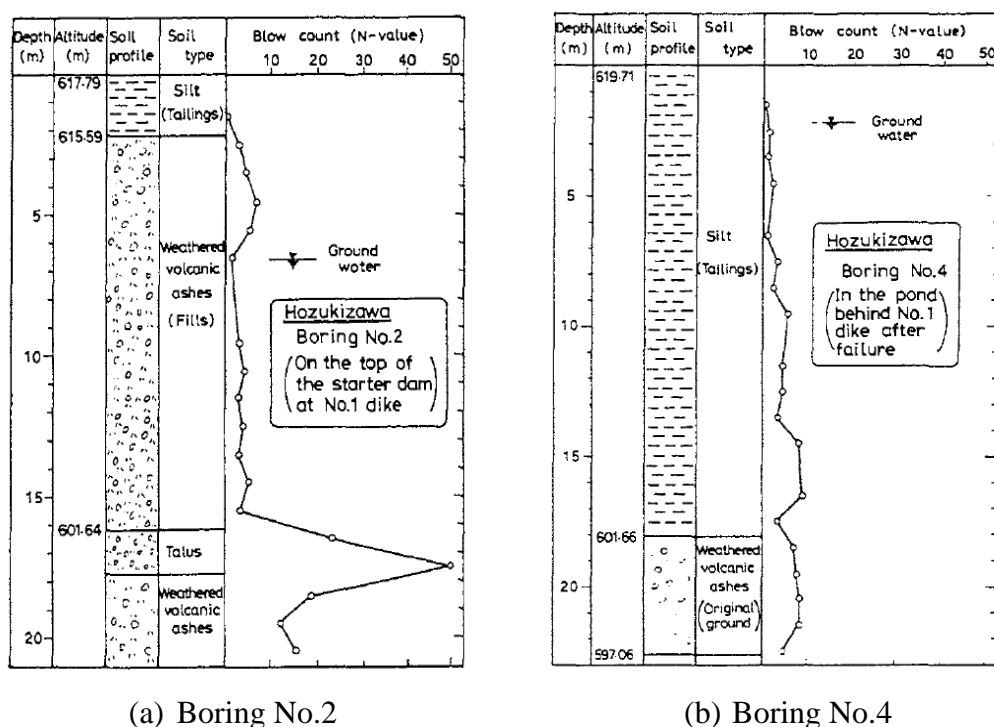 Depth Altitude Soil Soil Blow count (N-value)
(m) (m) profile type 10 20 30 40 50
617.79
Silt
(Tailings)
615.59
5
Weathered
volcanic
ashes
(Fills)
Ground
water
Hozukizawa
Boring No.2
(On the top of
the starter dam
at No.1 dike)
10
15
601.64
Talus
Weathered
volcanic
ashes
20
(a) Boring No.2
Depth Altitude Soil Soil Blow count (N-value)
(m) (m) profile type 10 20 30 40 50
619.71
Ground
water
5
Silt
(Tailings)
Hozukizawa
Boring No.4
(In the pond
behind No.1
dike after
failure)
10
15
601.66
Weathered
volcanic
ashes
(Original
ground)
20
597.06
(b) Boring No.4